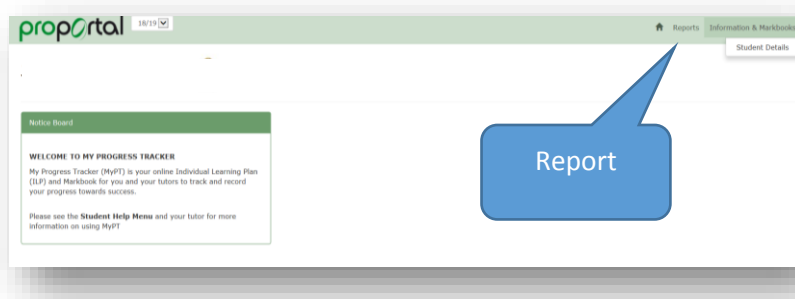 proportal 18/19 Reports Information & Markbooks
Student Details
Notice Board
WELCOME TO MY PROGRESS TRACKER
My Progress Tracker (MyPT) is your online Individual Learning Plan
(ILP) and Markbook for you and your tutors to track and record
your progress towards success.
Please see the Student Help Menu and your tutor for more
information on using MyPT
Report